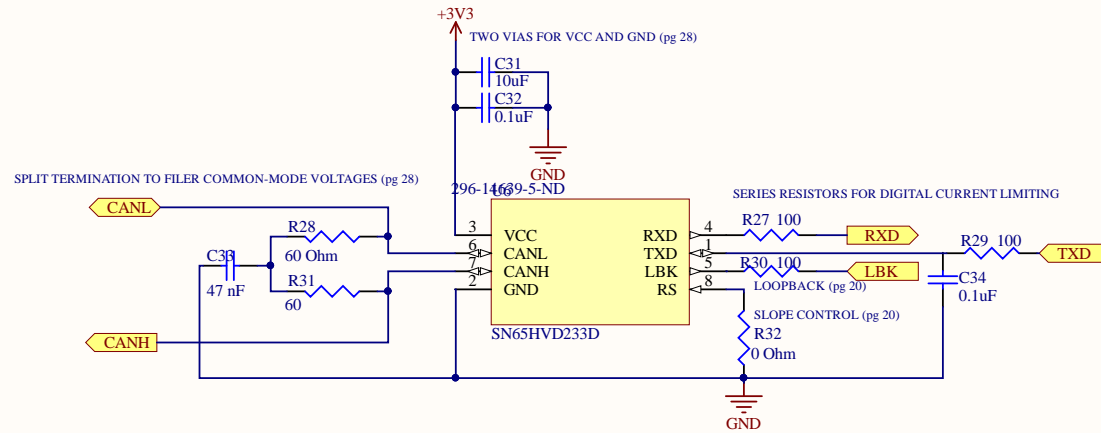 +3V3
TWO VIAS FOR VCC AND GND (pg 28)
C31
10uF
C32
0.1uF
GND
SPLIT TERMINATION TO FILER COMMON-MODE VOLTAGES (pg 28)
296-14639-5-ND
SERIES RESISTORS FOR DIGITAL CURRENT LIMITING
CANL
R28
60 Ohm
C33
47 nF
R31
60
CANH
3 VCC RXD 4
6 CANL TXD 1
7 CANH LBK 5
2 GND RS 8
SN65HVD233D
R27 100
RXD
R29 100
TXD
R30 100
LBK
LOOPBACK (pg 20)
C34
0.1uF
SLOPE CONTROL (pg 20)
R32
0 Ohm
GND